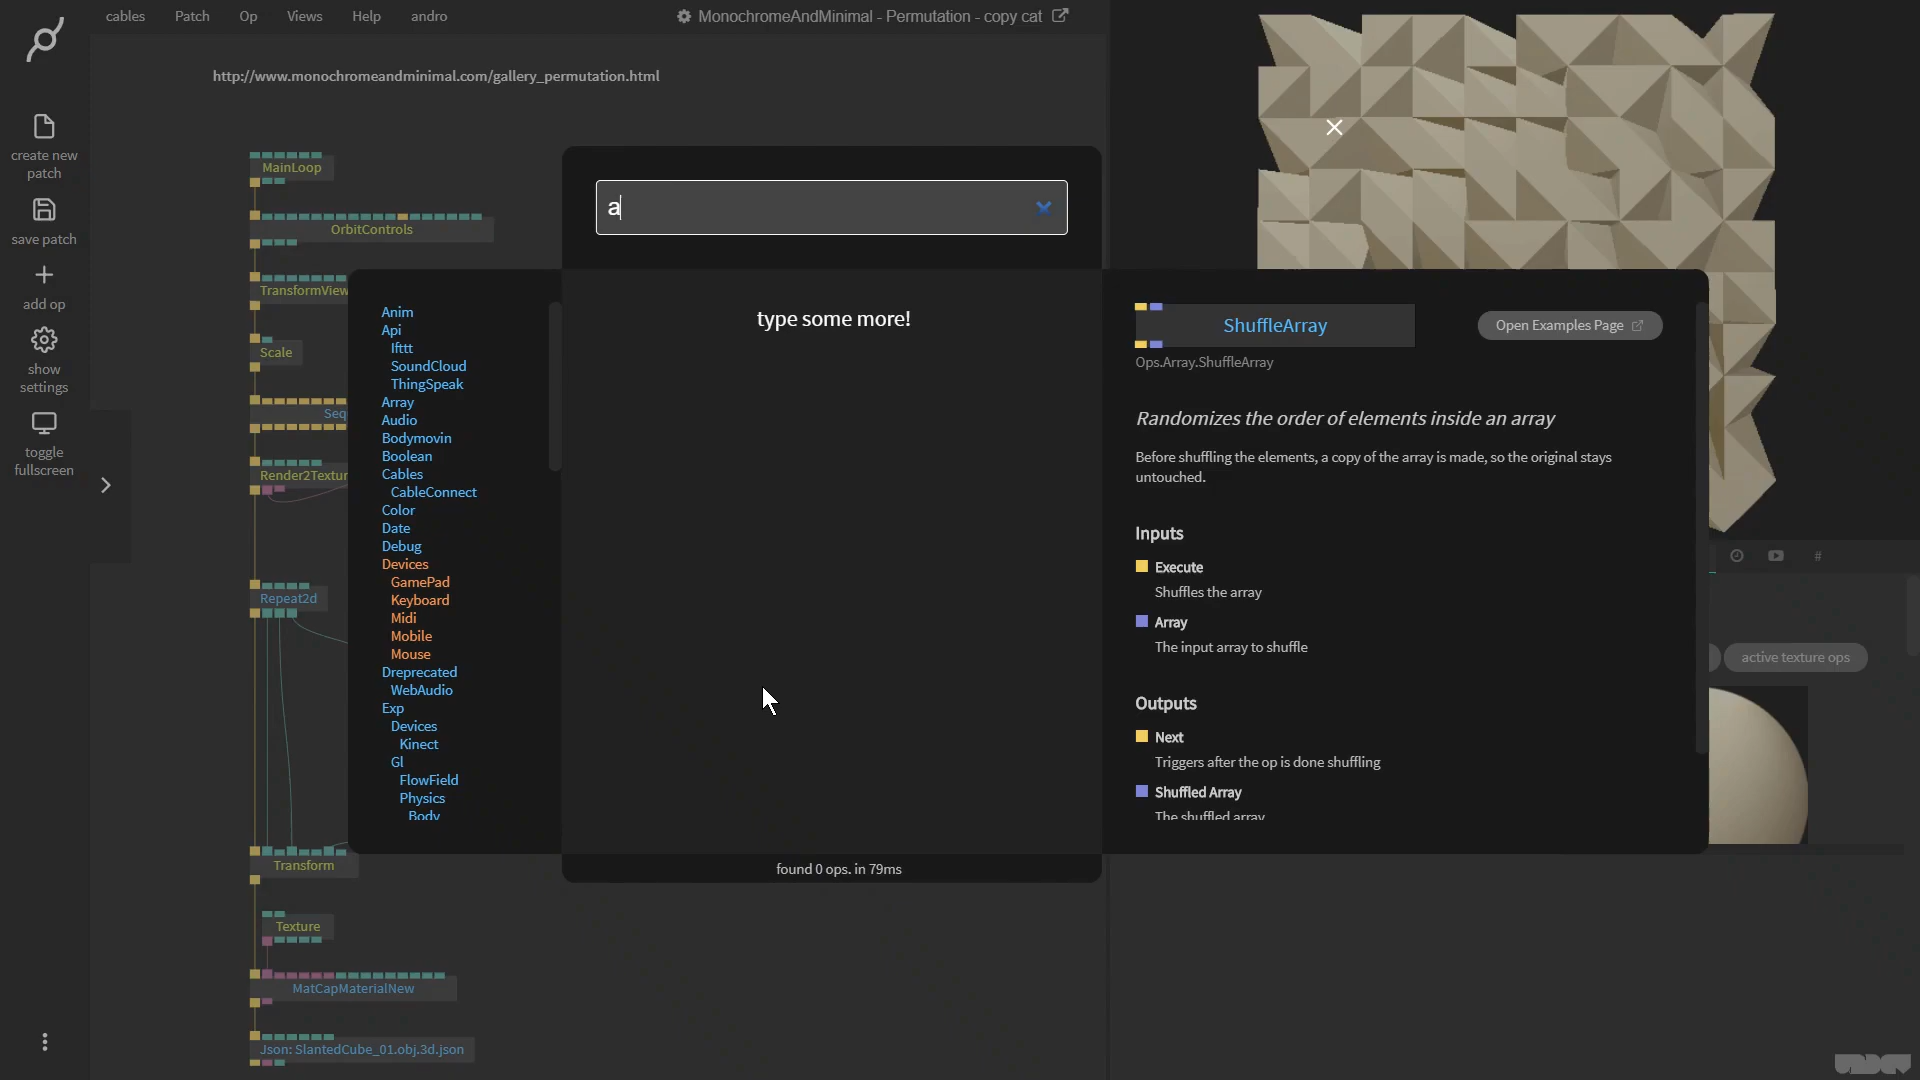 cables Patch Op Views Help andro
MonochromeAndMinimal - Permutation - copy cat
http://www.monochromeandminimal.com/gallery_permutation.html
create new
patch
save patch
add op
show
settings
toggle
fullscreen
MainLoop
OrbitControls
TransformView
Scale
Seq
Render2Textur
Repeat2d
Transform
Texture
MatCapMaterialNew
Json: SlantedCube_01.obj.3d.json
a
Anim
Api
Ifttt
SoundCloud
ThingSpeak
Array
Audio
Bodymovin
Boolean
Cables
CableConnect
Color
Date
Debug
Devices
GamePad
Keyboard
Midi
Mobile
Mouse
Dreprecated
WebAudio
Exp
Devices
Kinect
Gl
FlowField
Physics
Body
type some more!
found 0 ops. in 79ms
ShuffleArray
Open Examples Page
Ops.Array.ShuffleArray
Randomizes the order of elements inside an array
Before shuffling the elements, a copy of the array is made, so the original stays
untouched.
Inputs
Execute
Shuffles the array
Array
The input array to shuffle
Outputs
Next
Triggers after the op is done shuffling
Shuffled Array
The shuffled array
#
active texture ops